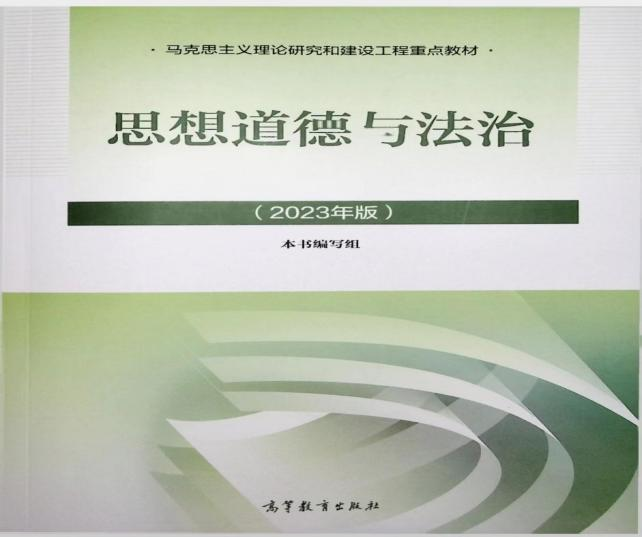 ·马克思主义理论研究和建设工程重点教材·
思想道德与法治
（2023年版）
本书编写组
高等教育出版社